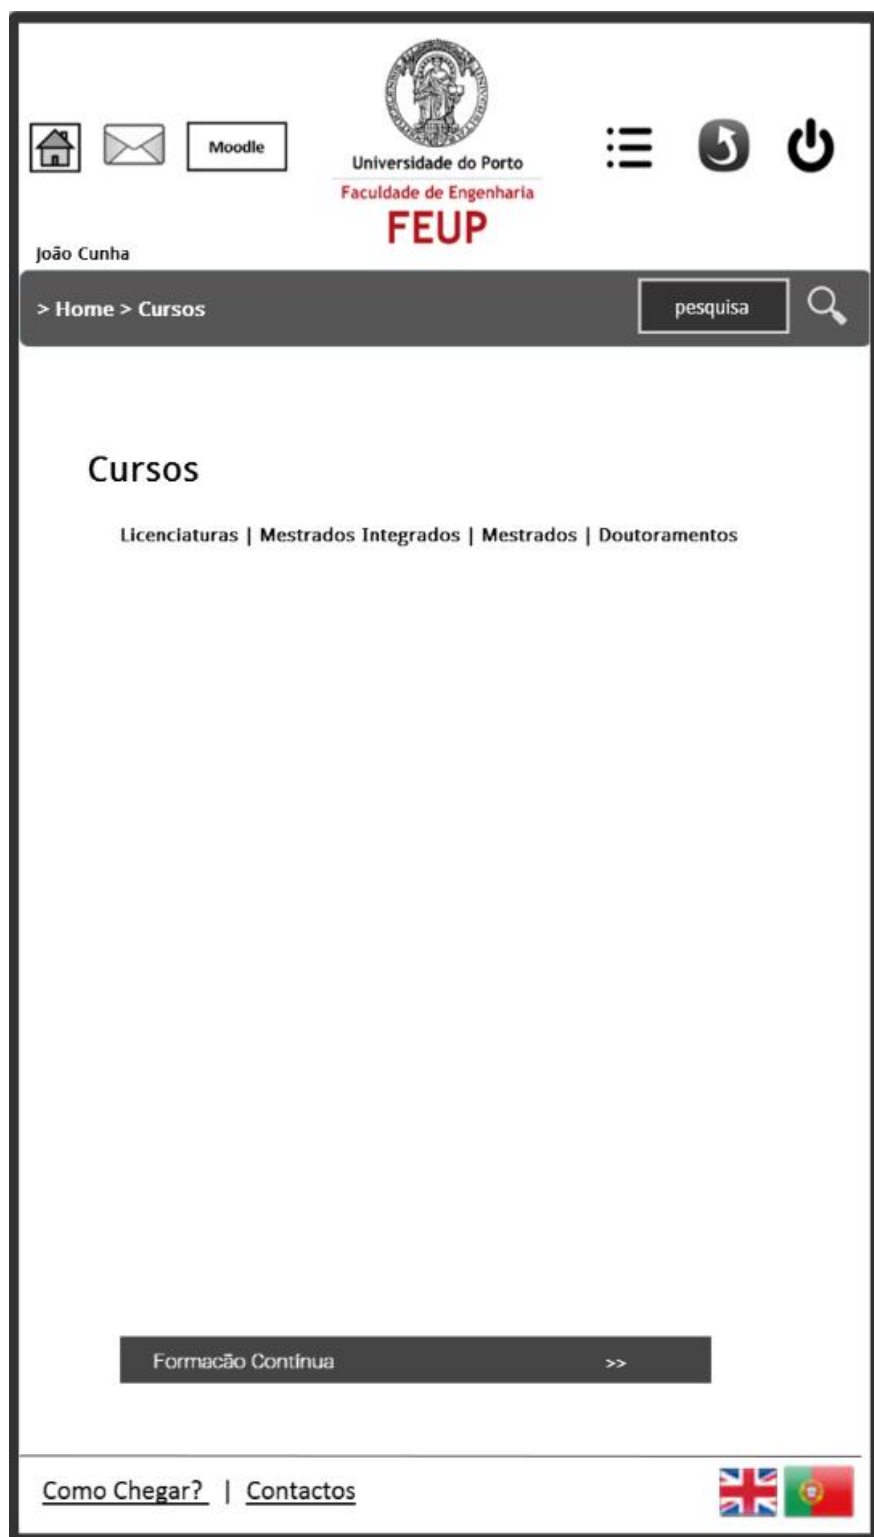 Moodle
Universidade do Porto
Faculdade de Engenharia
FEUP
João Cunha
> Home > Cursos
pesquisa
Cursos
Licenciaturas | Mestrados Integrados | Mestrados | Doutoramentos
Formacão Contínua >>
Como Chegar? | Contactos